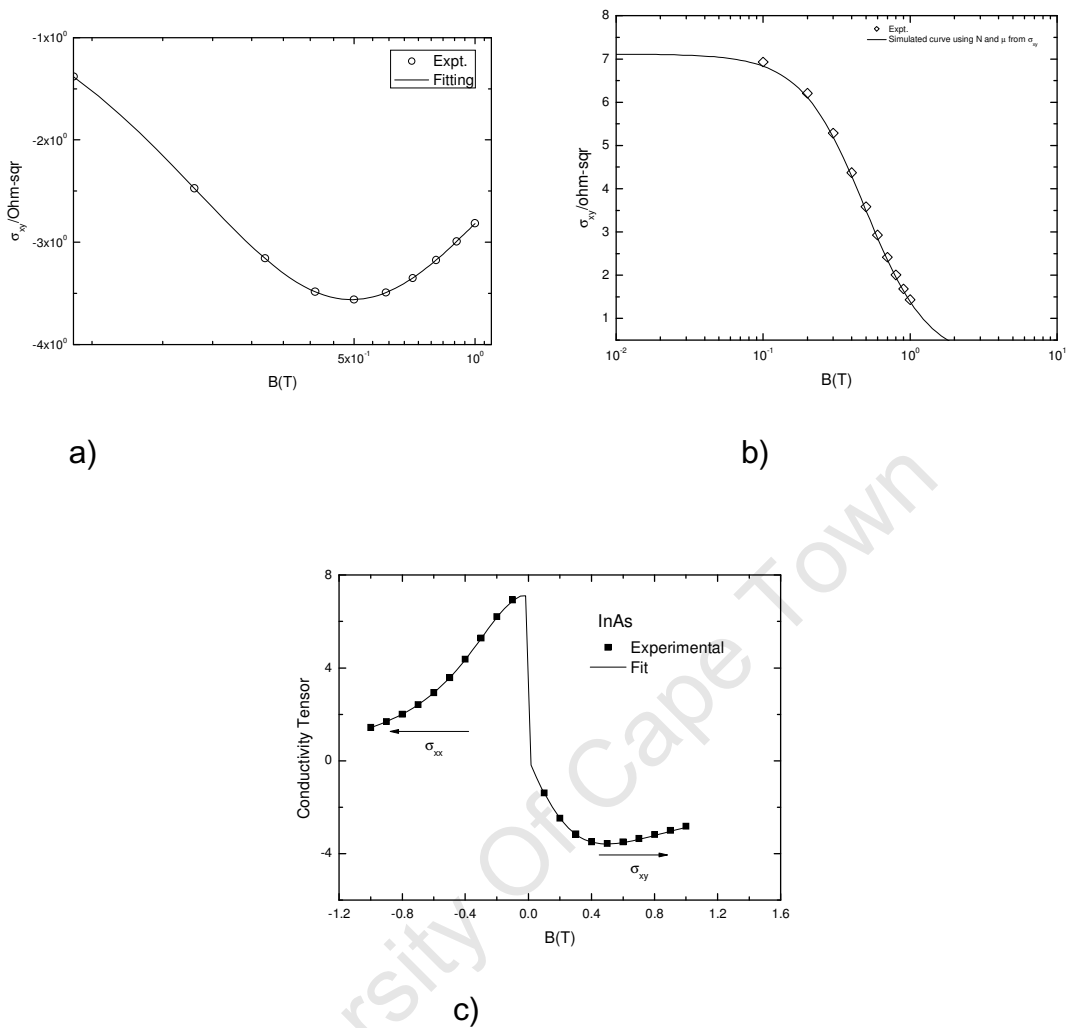 -1x10⁰
-2x10⁰
-3x10⁰
-4x10⁰
σxy/Ohm-sqr
Expt.
Fitting
5x10⁻¹
10⁰
B(T)
a)
8
7
6
5
4
3
2
1
σxy/ohm-sqr
Expt.
Simulated curve using N and μ from σxy
10⁻²
10⁻¹
10⁰
10¹
B(T)
b)
8
4
0
-4
Conductivity Tensor
InAs
Experimental
Fit
σxx
σxy
-1.2
-0.8
-0.4
0.0
0.4
0.8
1.2
1.6
B(T)
c)
rsity Of Cape Town